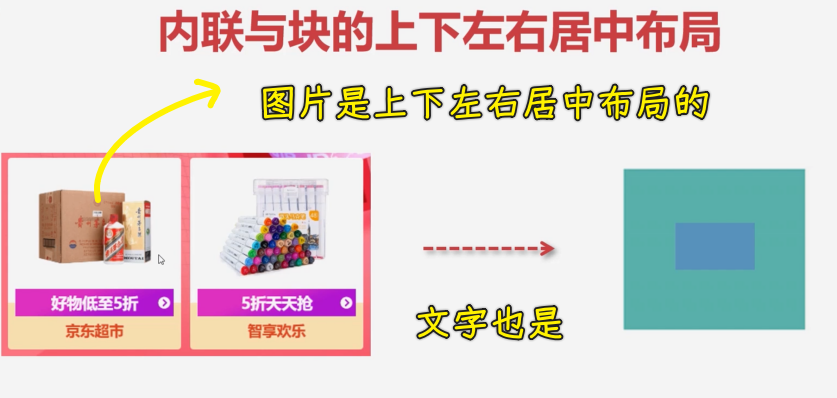 内联与块的上下左右居中布局
图片是上下左右居中布局的
好物低至5折
5折天天抢
京东超市
智享欢乐
文字也是